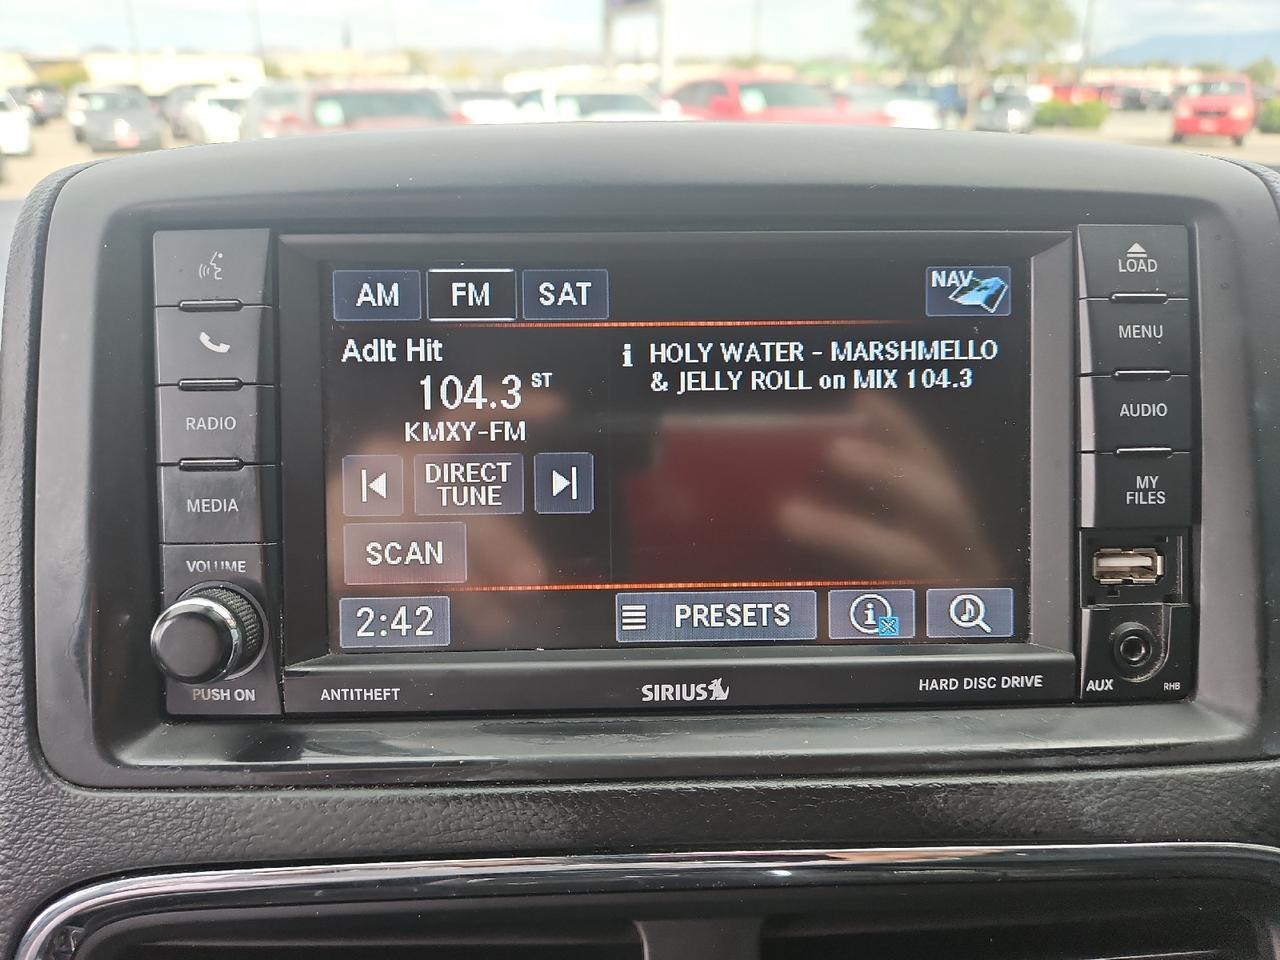 AM
FM
SAT
NAV
Adlt Hit
104.3 ST
KMXY-FM
DIRECT
TUNE
SCAN
2:42
i HOLY WATER - MARSHMELLO
& JELLY ROLL on MIX 104.3
PRESETS
i
RADIO
MEDIA
VOLUME
PUSH ON
LOAD
MENU
AUDIO
MY
FILES
AUX
RHB
ANTITHEFT
SIRIUS
HARD DISC DRIVE